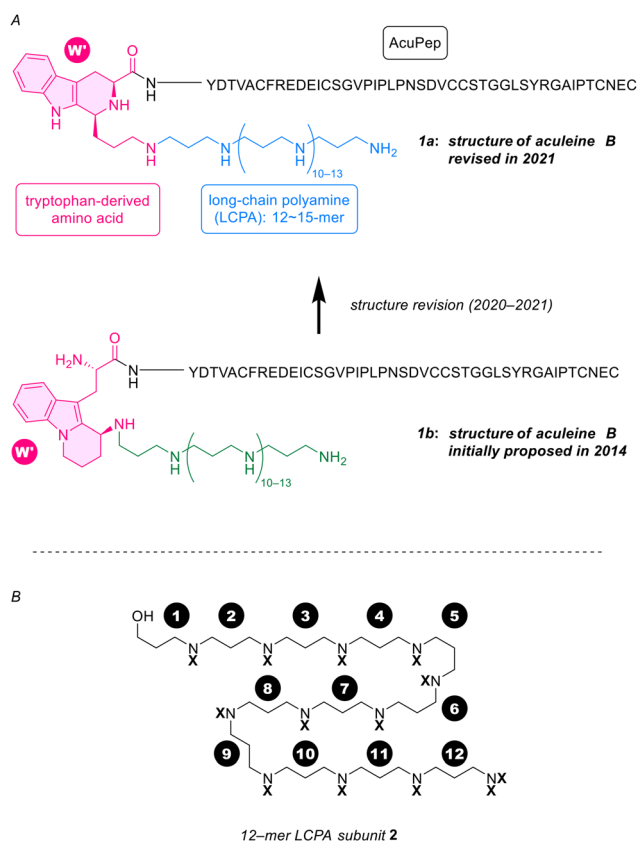 A
AcuPep
W'
O
N
H
YDTVACFREDEICSGVPIPLPNSDVCCSTGGLSYRGAIPTCNEC
NH
N
H
N
H
N
H
N
H
N
H
NH2
10–13
1a: structure of aculeine B
revised in 2021
tryptophan-derived
amino acid
long-chain polyamine
(LCPA): 12~15-mer
structure revision (2020–2021)
H2N
O
N
H
YDTVACFREDEICSGVPIPLPNSDVCCSTGGLSYRGAIPTCNEC
NH
N
W'
N
H
N
H
N
H
NH2
10–13
1b: structure of aculeine B
initially proposed in 2014
B
OH
1 2 3 4 5
N
X
N
X
N
X
N
X
XN
8 7 6
XN
N
X
N
X
9 10 11 12
N
X
N
X
N
X
NX
X
12–mer LCPA subunit 2